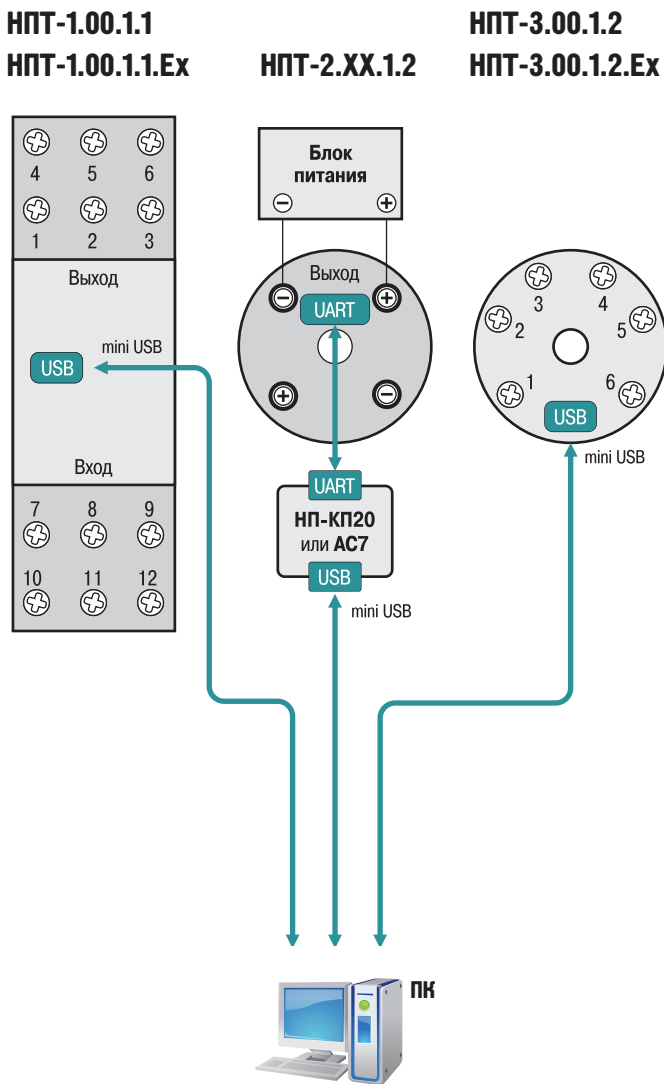 НПТ-1.00.1.1
НПТ-1.00.1.1.Ex
НПТ-2.XX.1.2
НПТ-3.00.1.2
НПТ-3.00.1.2.Ex
4 5 6
1 2 3
Выход
USB
mini USB
Вход
7 8 9
10 11 12
Блок
питания
− +
Выход
− +
UART
+ −
UART
НП-КП20
или АС7
USB
mini USB
3 4
2 5
1 6
USB
mini USB
ПК